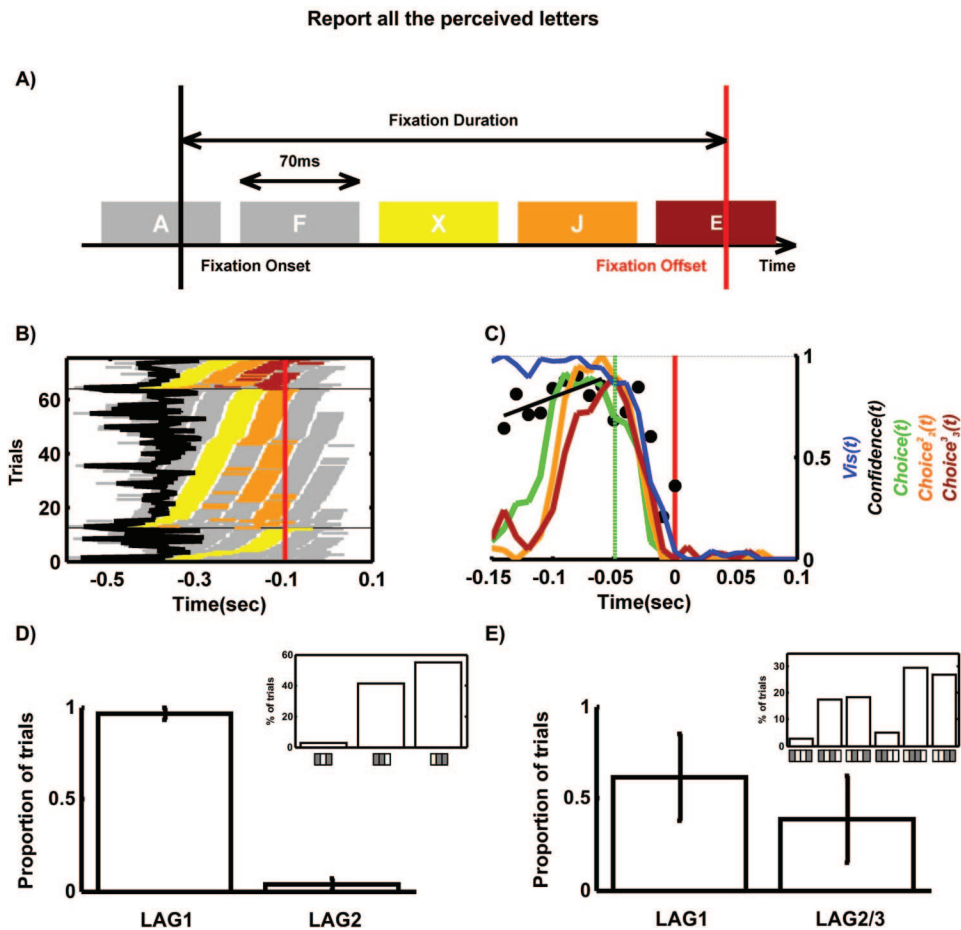 Report all the perceived letters
A)
Fixation Duration
70ms
A F X J E
Fixation Onset Fixation Offset Time
B)
Trials
60
40
20
0
-0.5 -0.3 -0.1 0.1
Time(sec)
C)
1
0.5
0
-0.15 -0.1 -0.05 0 0.05 0.1
Time(sec)
Vis(t)
Confidence(t)
Choice(t)
Choice²₂(t)
Choice³₃(t)
D)
Proportion of trials
1
0.5
0
LAG1 LAG2
% of trials
60
40
20
0
E)
Proportion of trials
1
0.5
0
LAG1 LAG2/3
% of trials
30
20
10
0